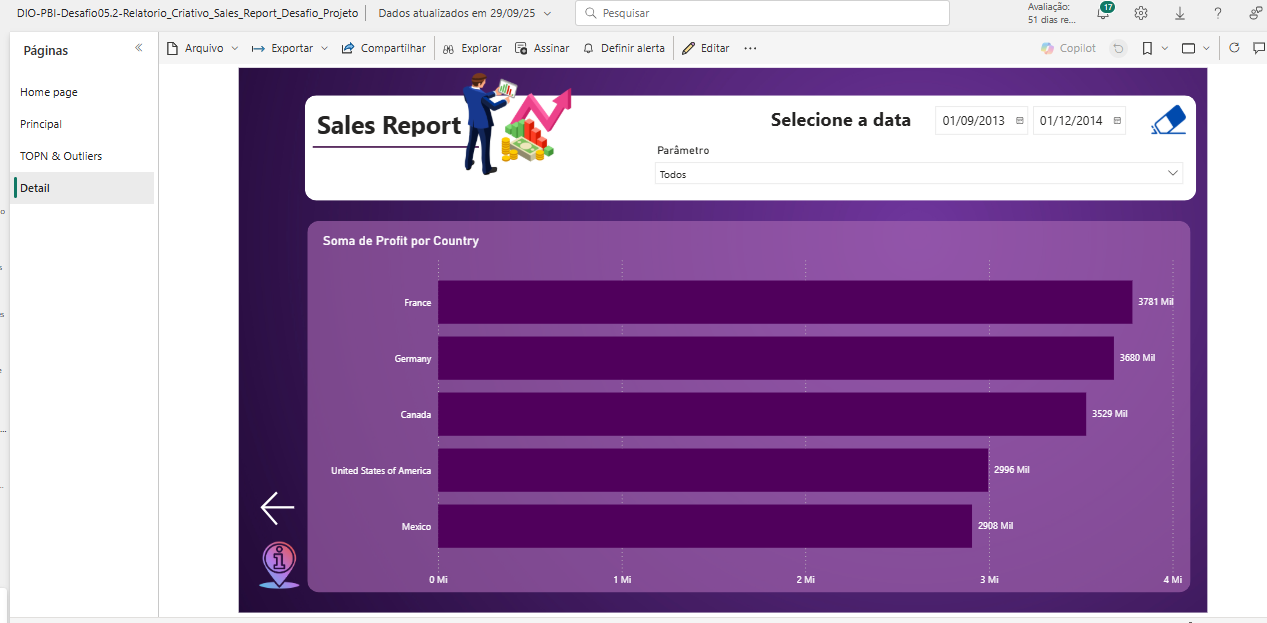 DIO-PBI-Desafio05.2-Relatorio_Criativo_Sales_Report_Desafio_Projeto
Dados atualizados em 29/09/25
Pesquisar
Avaliação:
51 dias re...
17
Páginas
Arquivo
Exportar
Compartilhar
Explorar
Assinar
Definir alerta
Editar
Copilot
Home page
Principal
TOPN & Outliers
Detail
Sales Report
Selecione a data
01/09/2013
01/12/2014
Parâmetro
Todos
Soma de Profit por Country
France
3781 Mil
Germany
3680 Mil
Canada
3529 Mil
United States of America
2996 Mil
Mexico
2908 Mil
0 Mi
1 Mi
2 Mi
3 Mi
4 Mi